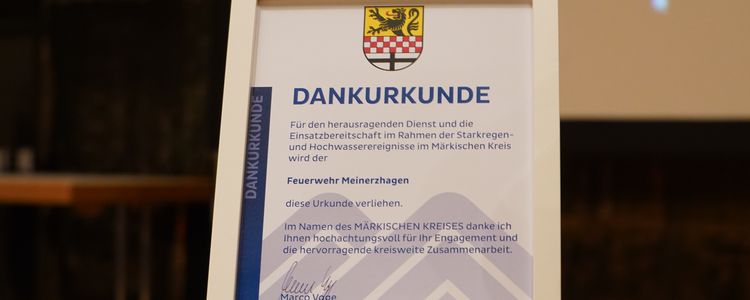 DANKURKUNDE
DANKURKUNDE
Für den herausragenden Dienst und die
Einsatzbereitschaft im Rahmen der Starkregen-
und Hochwasserereignisse im Märkischen Kreis
wird der
Feuerwehr Meinerzhagen
diese Urkunde verliehen.
Im Namen des MÄRKISCHEN KREISES danke ich
Ihnen hochachtungsvoll für Ihr Engagement und
die hervorragende kreisweite Zusammenarbeit.
Marco Voge